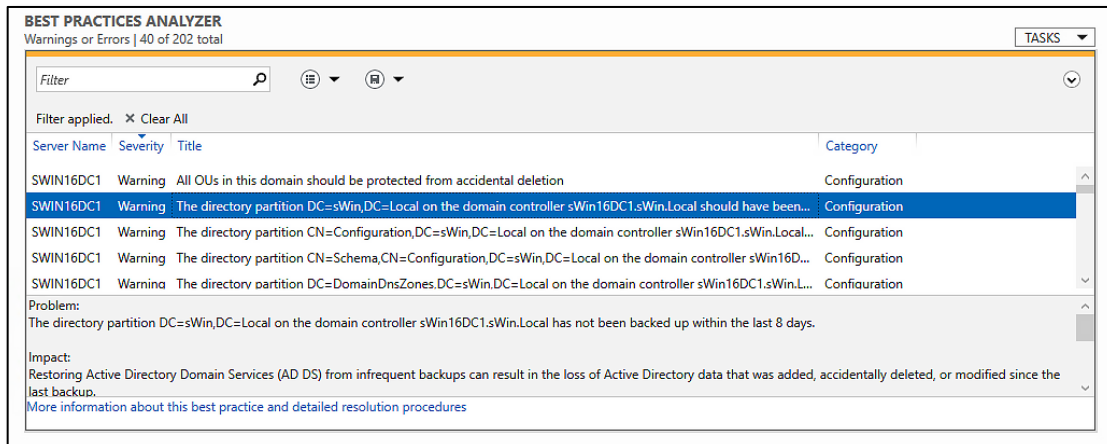 BEST PRACTICES ANALYZER
Warnings or Errors | 40 of 202 total
TASKS
Filter
Filter applied. × Clear All
Server Name Severity Title Category
SWIN16DC1 Warning All OUs in this domain should be protected from accidental deletion Configuration
SWIN16DC1 Warning The directory partition DC=sWin,DC=Local on the domain controller sWin16DC1.sWin.Local should have been... Configuration
SWIN16DC1 Warning The directory partition CN=Configuration,DC=sWin,DC=Local on the domain controller sWin16DC1.sWin.Local... Configuration
SWIN16DC1 Warning The directory partition CN=Schema,CN=Configuration,DC=sWin,DC=Local on the domain controller sWin16D... Configuration
SWIN16DC1 Warning The directory partition DC=DomainDnsZones,DC=sWin,DC=Local on the domain controller sWin16DC1.sWin.L... Configuration
Problem:
The directory partition DC=sWin,DC=Local on the domain controller sWin16DC1.sWin.Local has not been backed up within the last 8 days.
Impact:
Restoring Active Directory Domain Services (AD DS) from infrequent backups can result in the loss of Active Directory data that was added, accidentally deleted, or modified since the
last backup.
More information about this best practice and detailed resolution procedures